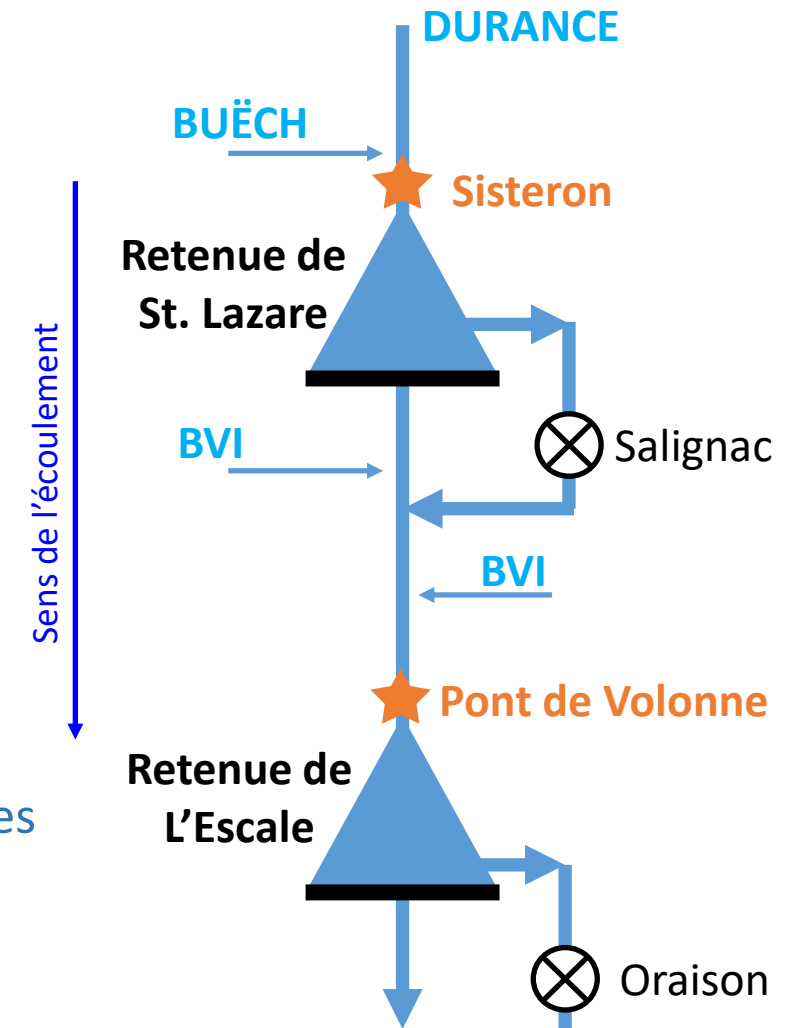 DURANCE
BUËCH
Sisteron
Retenue de
St. Lazare
Sens de l'écoulement
BVI
Salignac
BVI
Pont de Volonne
Retenue de
L'Escale
es
Oraison